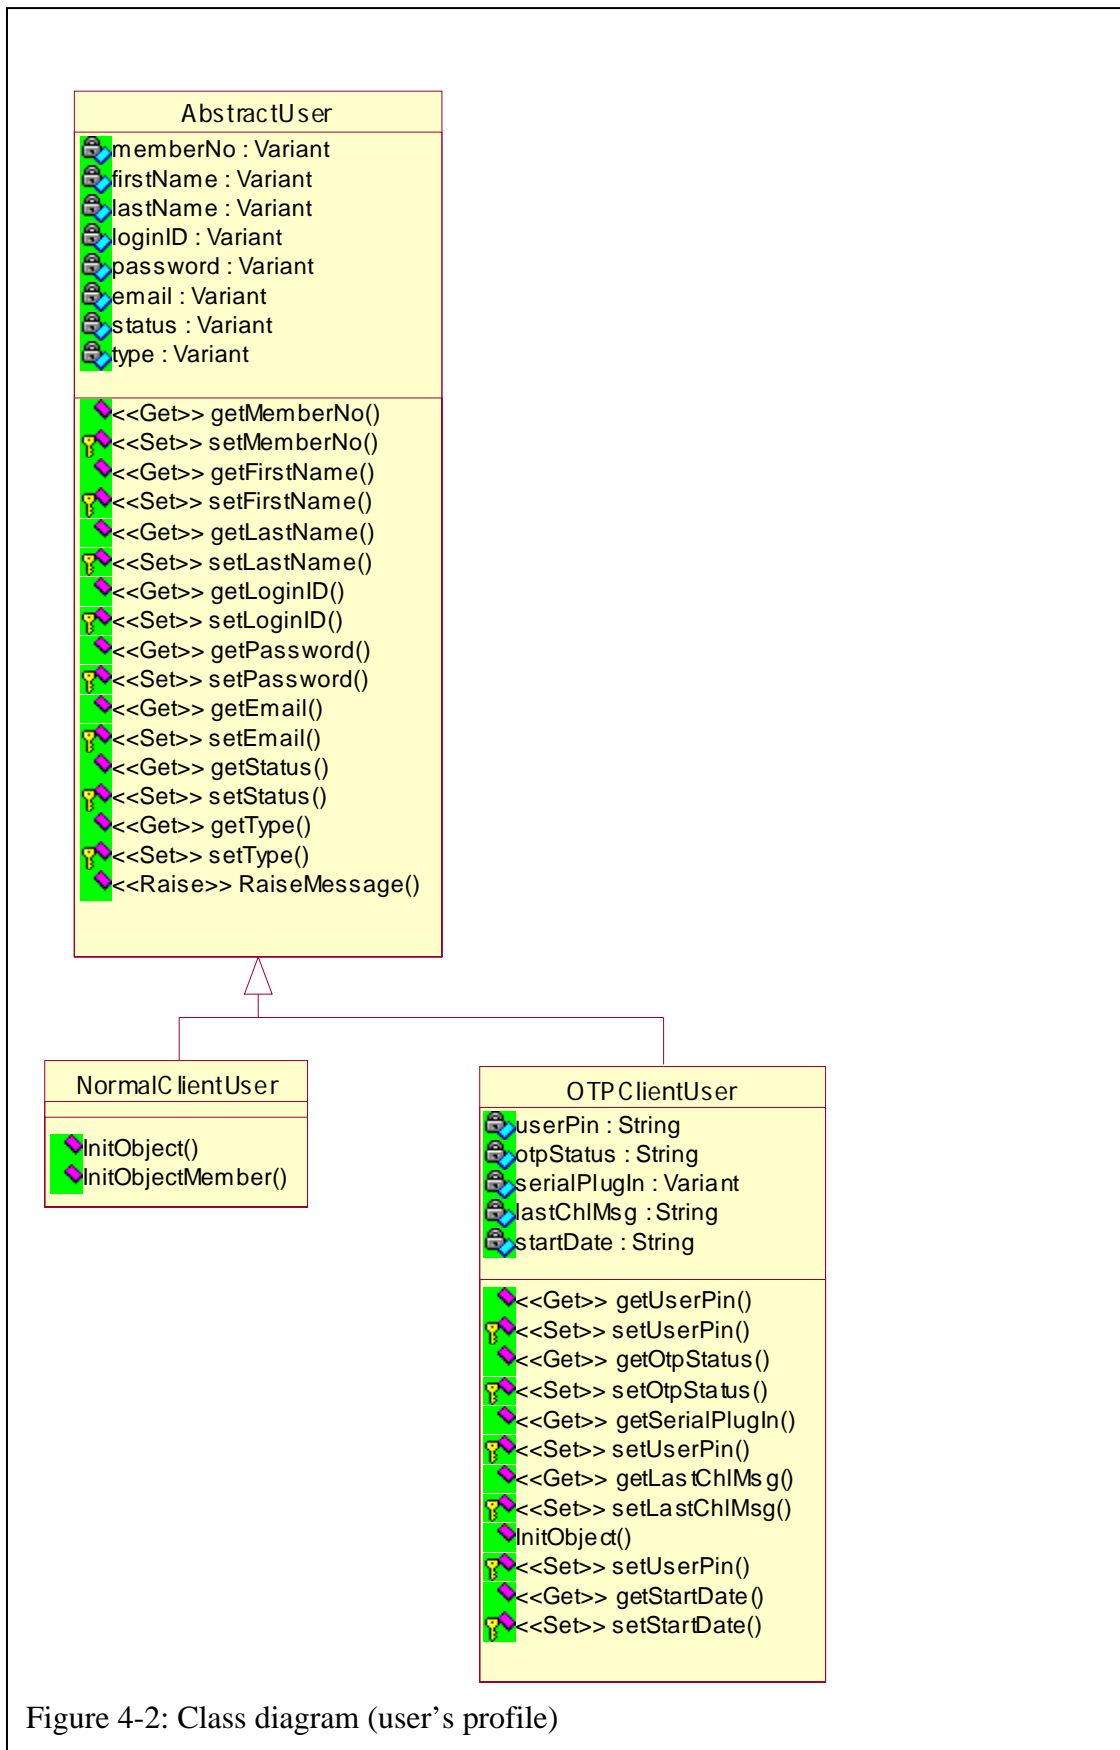 AbstractUser
memberNo : Variant
firstName : Variant
lastName : Variant
loginID : Variant
password : Variant
email : Variant
status : Variant
type : Variant
<<Get>> getMemberNo()
<<Set>> setMemberNo()
<<Get>> getFirstName()
<<Set>> setFirstName()
<<Get>> getLastName()
<<Set>> setLastName()
<<Get>> getLoginID()
<<Set>> setLoginID()
<<Get>> getPassword()
<<Set>> setPassword()
<<Get>> getEmail()
<<Set>> setEmail()
<<Get>> getStatus()
<<Set>> setStatus()
<<Get>> getType()
<<Set>> setType()
<<Raise>> RaiseMessage()
NormalClientUser
InitObject()
InitObjectMember()
OTPClientUser
userPin : String
otpStatus : String
serialPlugIn : Variant
lastChlMsg : String
startDate : String
<<Get>> getUserPin()
<<Set>> setUserPin()
<<Get>> getOtpStatus()
<<Set>> setOtpStatus()
<<Get>> getSerialPlugIn()
<<Set>> setUserPin()
<<Get>> getLastChlMsg()
<<Set>> setLastChlMsg()
InitObject()
<<Set>> setUserPin()
<<Get>> getStartDate()
<<Set>> setStartDate()
Figure 4-2: Class diagram (user’s profile)